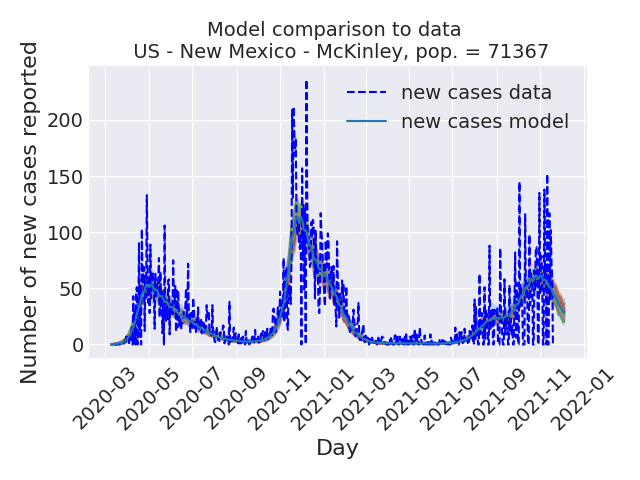 Model comparison to data
US - New Mexico - McKinley, pop. = 71367
Number of new cases reported
200
150
100
50
0
new cases data
new cases model
2020-03
2020-05
2020-07
2020-09
2020-11
2021-01
2021-03
2021-05
2021-07
2021-09
2021-11
2022-01
Day